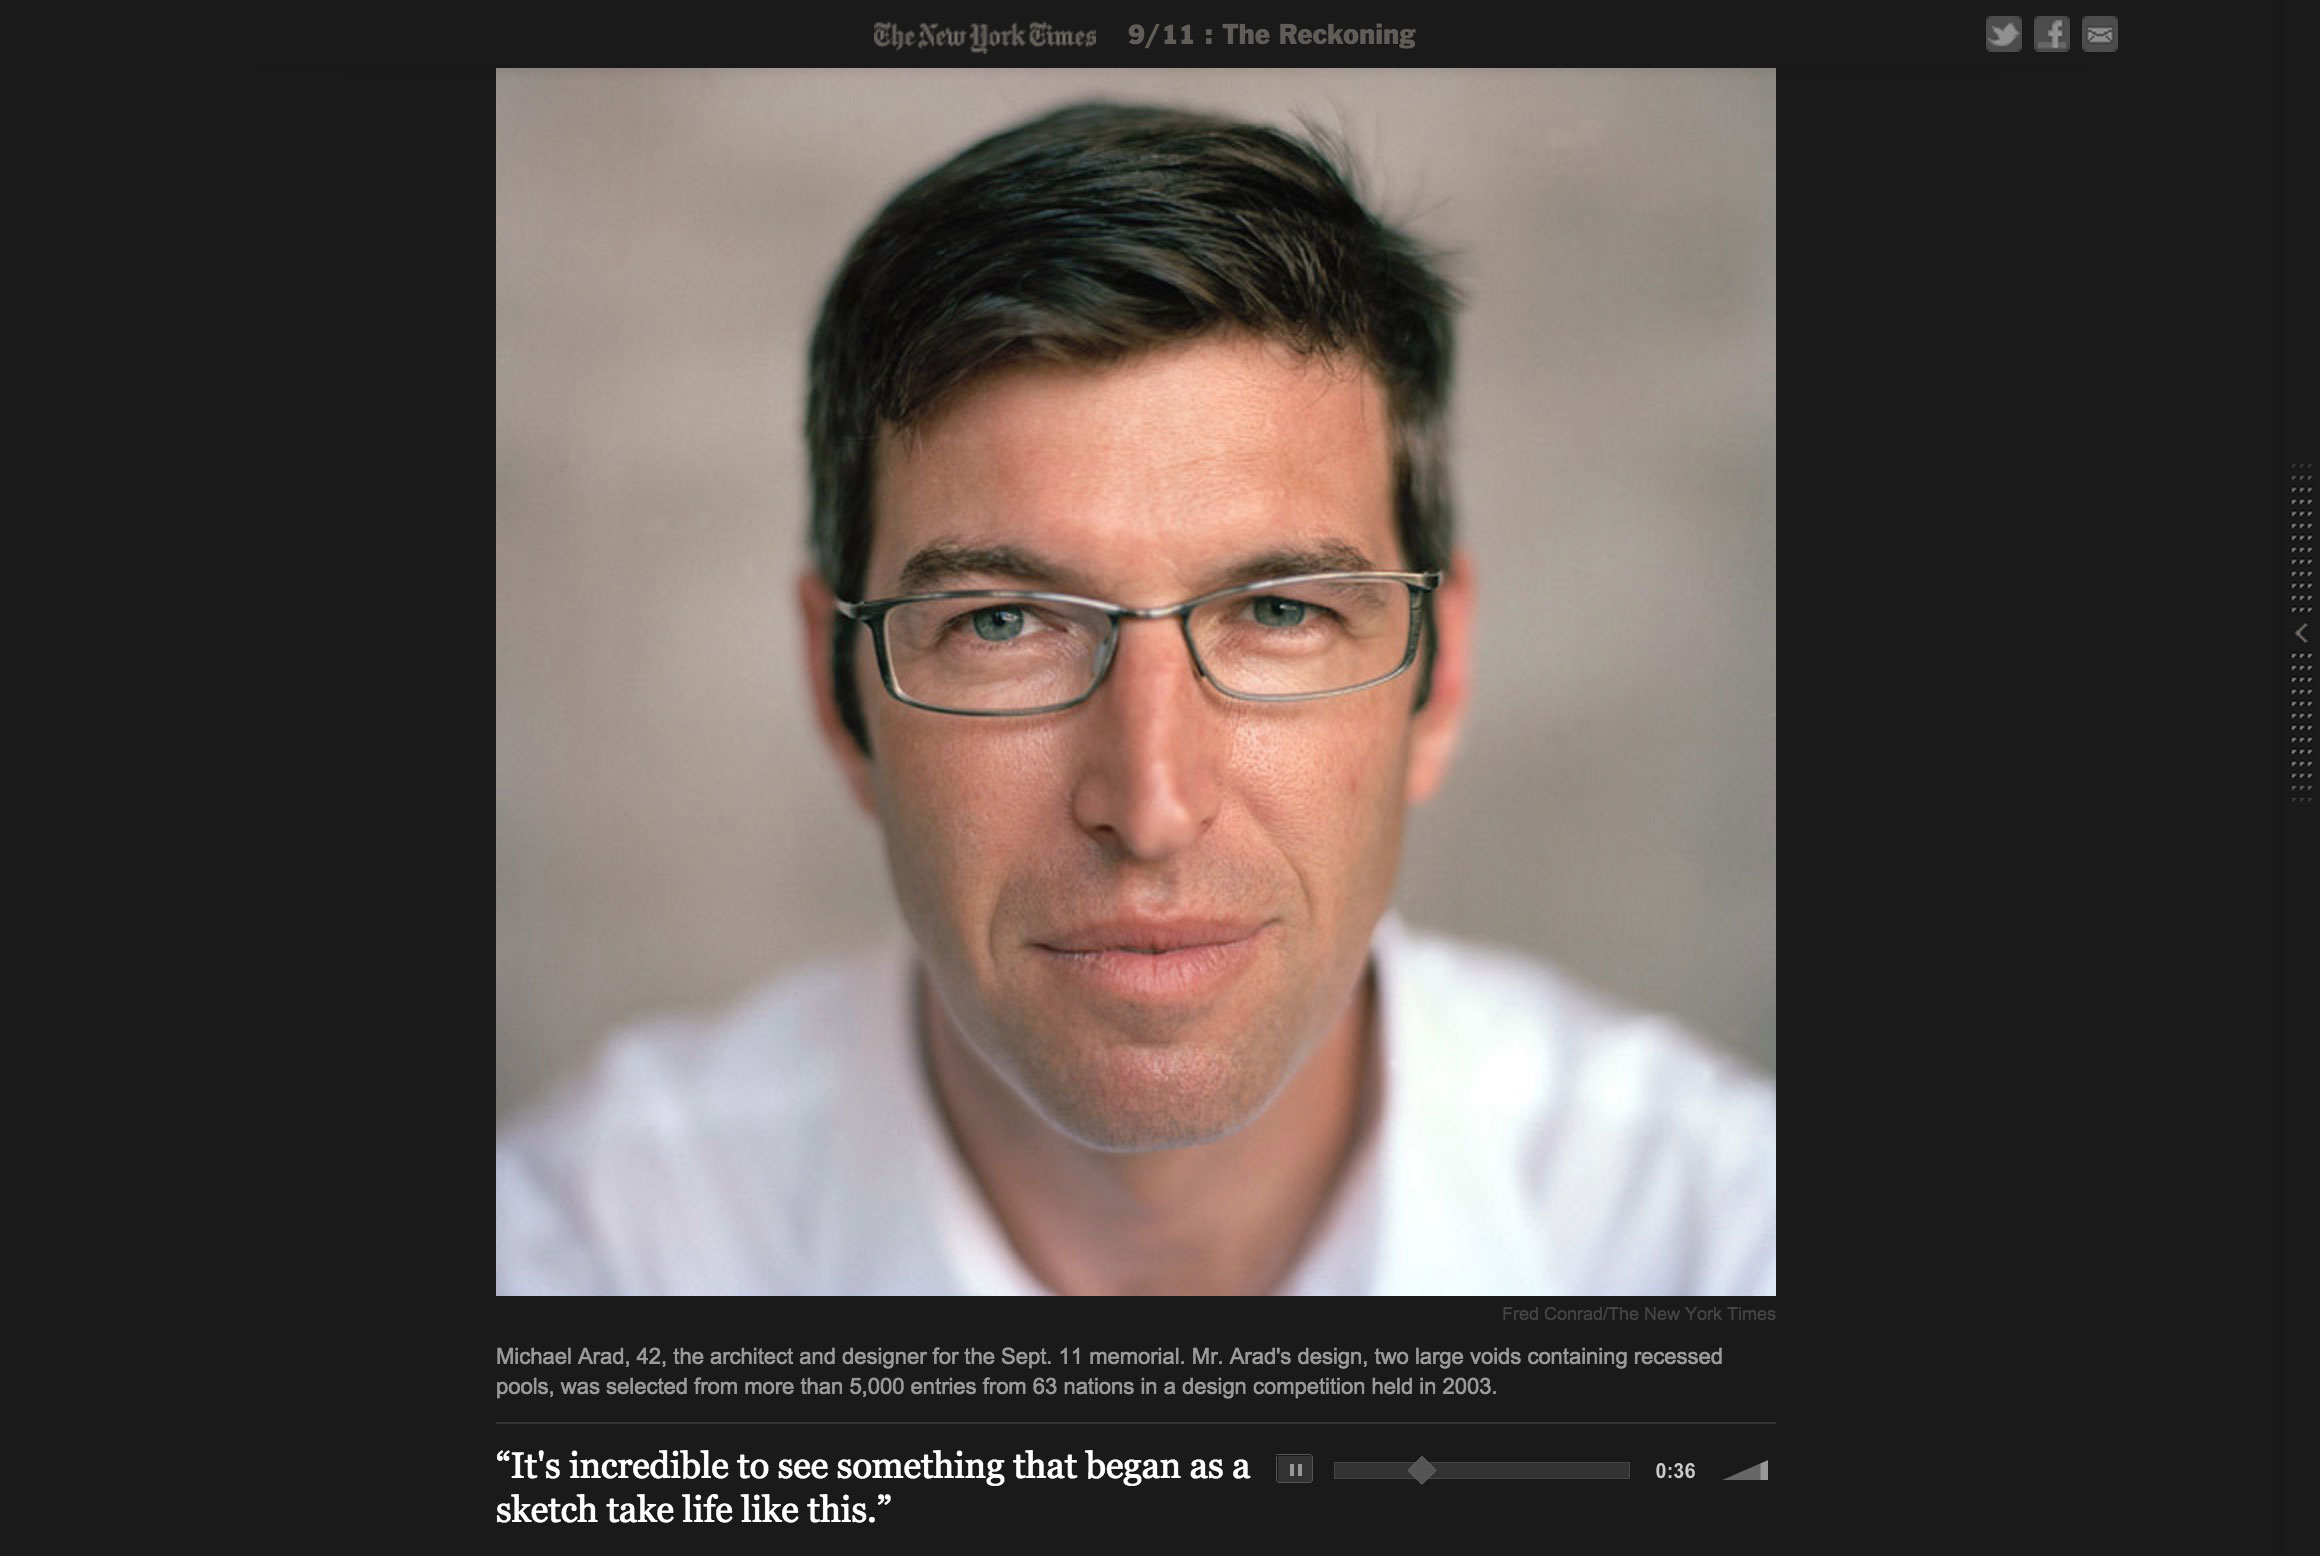 The New York Times 9/11 : The Reckoning
Fred Conrad/The New York Times
Michael Arad, 42, the architect and designer for the Sept. 11 memorial. Mr. Arad's design, two large voids containing recessed
pools, was selected from more than 5,000 entries from 63 nations in a design competition held in 2003.
“It's incredible to see something that began as a
sketch take life like this.”
0:36